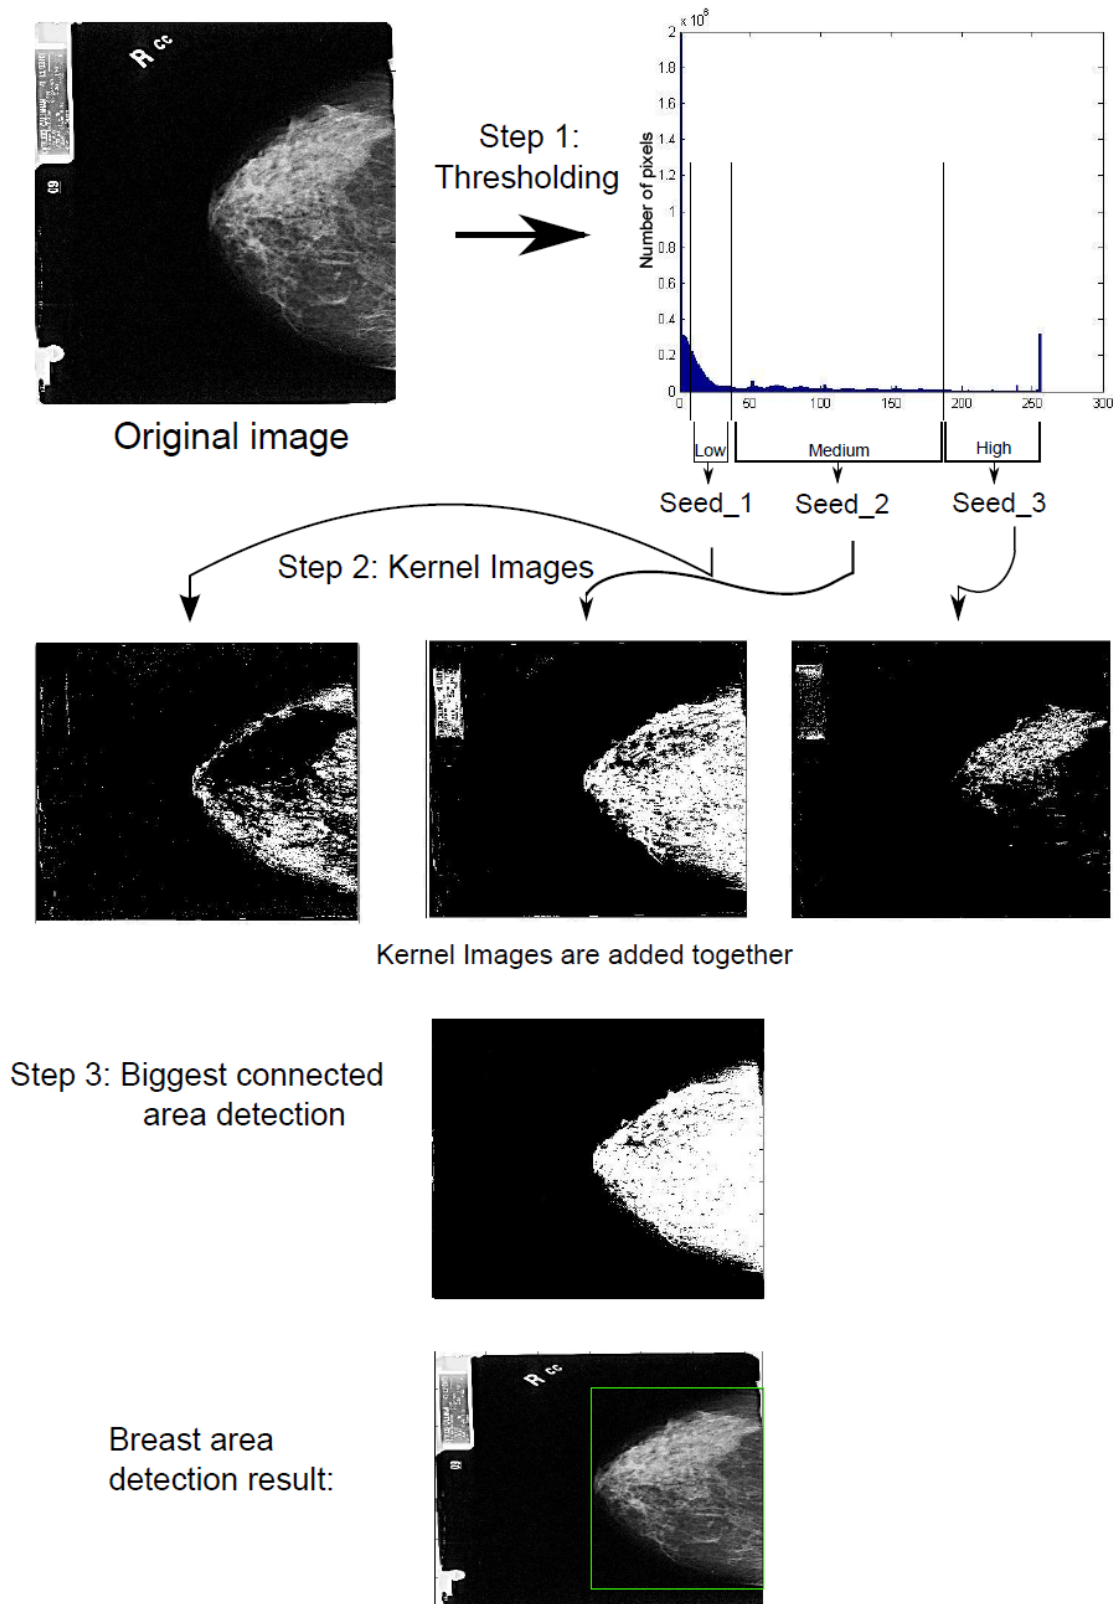 R cc
60
Original image
Step 1:
Thresholding
x 10^6
Number of pixels
2
1.8
1.6
1.4
1.2
1
0.8
0.6
0.4
0.2
0
0 50 100 150 200 250 300
Low Medium High
Seed_1 Seed_2 Seed_3
Step 2: Kernel Images
Kernel Images are added together
Step 3: Biggest connected
area detection
Breast area
detection result:
R cc
60